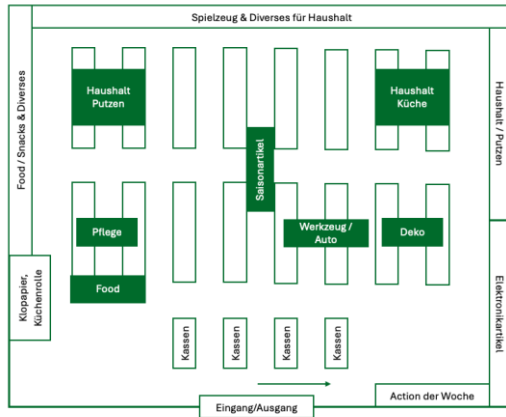 Spielzeug & Diverses für Haushalt
Food / Snacks & Diverses
Haushalt
Putzen
Haushalt
Küche
Haushalt / Putzen
Saisonartikel
Pflege
Werkzeug /
Auto
Deko
Food
Klopapier,
Küchenrolle
Elektronikartikel
Kassen
Kassen
Kassen
Kassen
Action der Woche
Eingang/Ausgang